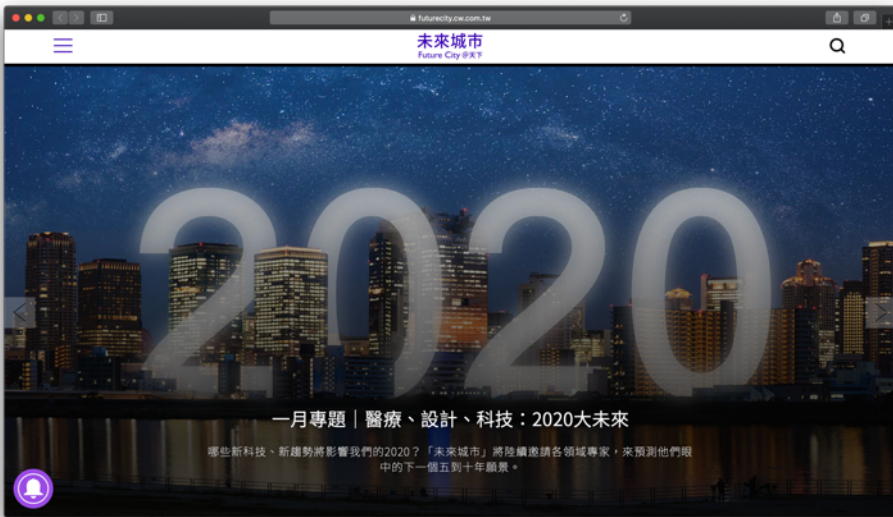 futurecity.cw.com.tw
未來城市
Future City @天下
2020
一月專題｜醫療、設計、科技：2020大未來
哪些新科技、新趨勢將影響我們的2020？「未來城市」將陸續邀請各領域專家，來預測他們眼
中的下一個五到十年願景。